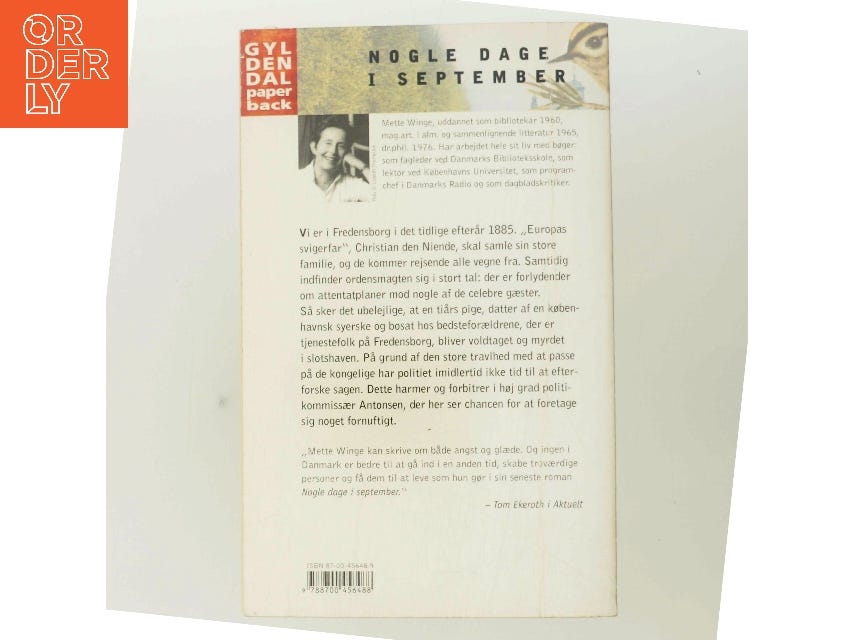 OR
DER
LY
GYL
DEN
DAL
paper
back
NOGLE DAGE
I SEPTEMBER
Mette Winge, uddannet som bibliotekar 1960,
mag.art. i alm. og sammenlignende litteratur 1965,
dr.phil. 1976. Har arbejdet hele sit liv med bøger:
som fagleder ved Danmarks Biblioteksskole, som
lektor ved Københavns Universitet, som program-
chef i Danmarks Radio og som dagbladskritiker.
Vi er i Fredensborg i det tidlige efterår 1885. „Europas
svigerfar“, Christian den Niende, skal samle sin store
familie, og de kommer rejsende alle vegne fra. Samtidig
indfinder ordensmagten sig i stort tal: der er forlydender
om attentatplaner mod nogle af de celebre gæster.
Så sker det ubelejlige, at en tiårs pige, datter af en køben-
havnsk syerske og bosat hos bedsteforældrene, der er
tjenestefolk på Fredensborg, bliver voldtaget og myrdet
i slotshaven. På grund af den store travlhed med at passe
på de kongelige har politiet imidlertid ikke tid til at efter-
forske sagen. Dette harmer og forbitrer i høj grad politi-
kommissær Antonsen, der her ser chancen for at foretage
sig noget fornuftigt.
„Mette Winge kan skrive om både angst og glæde. Og ingen i
Danmark er bedre til at gå ind i en anden tid, skabe troværdige
personer og få dem til at leve som hun gør i sin seneste roman
Nogle dage i september.“
– Tom Ekeroth i Aktuelt
ISBN 87-00-45648-9
9 788700 456488